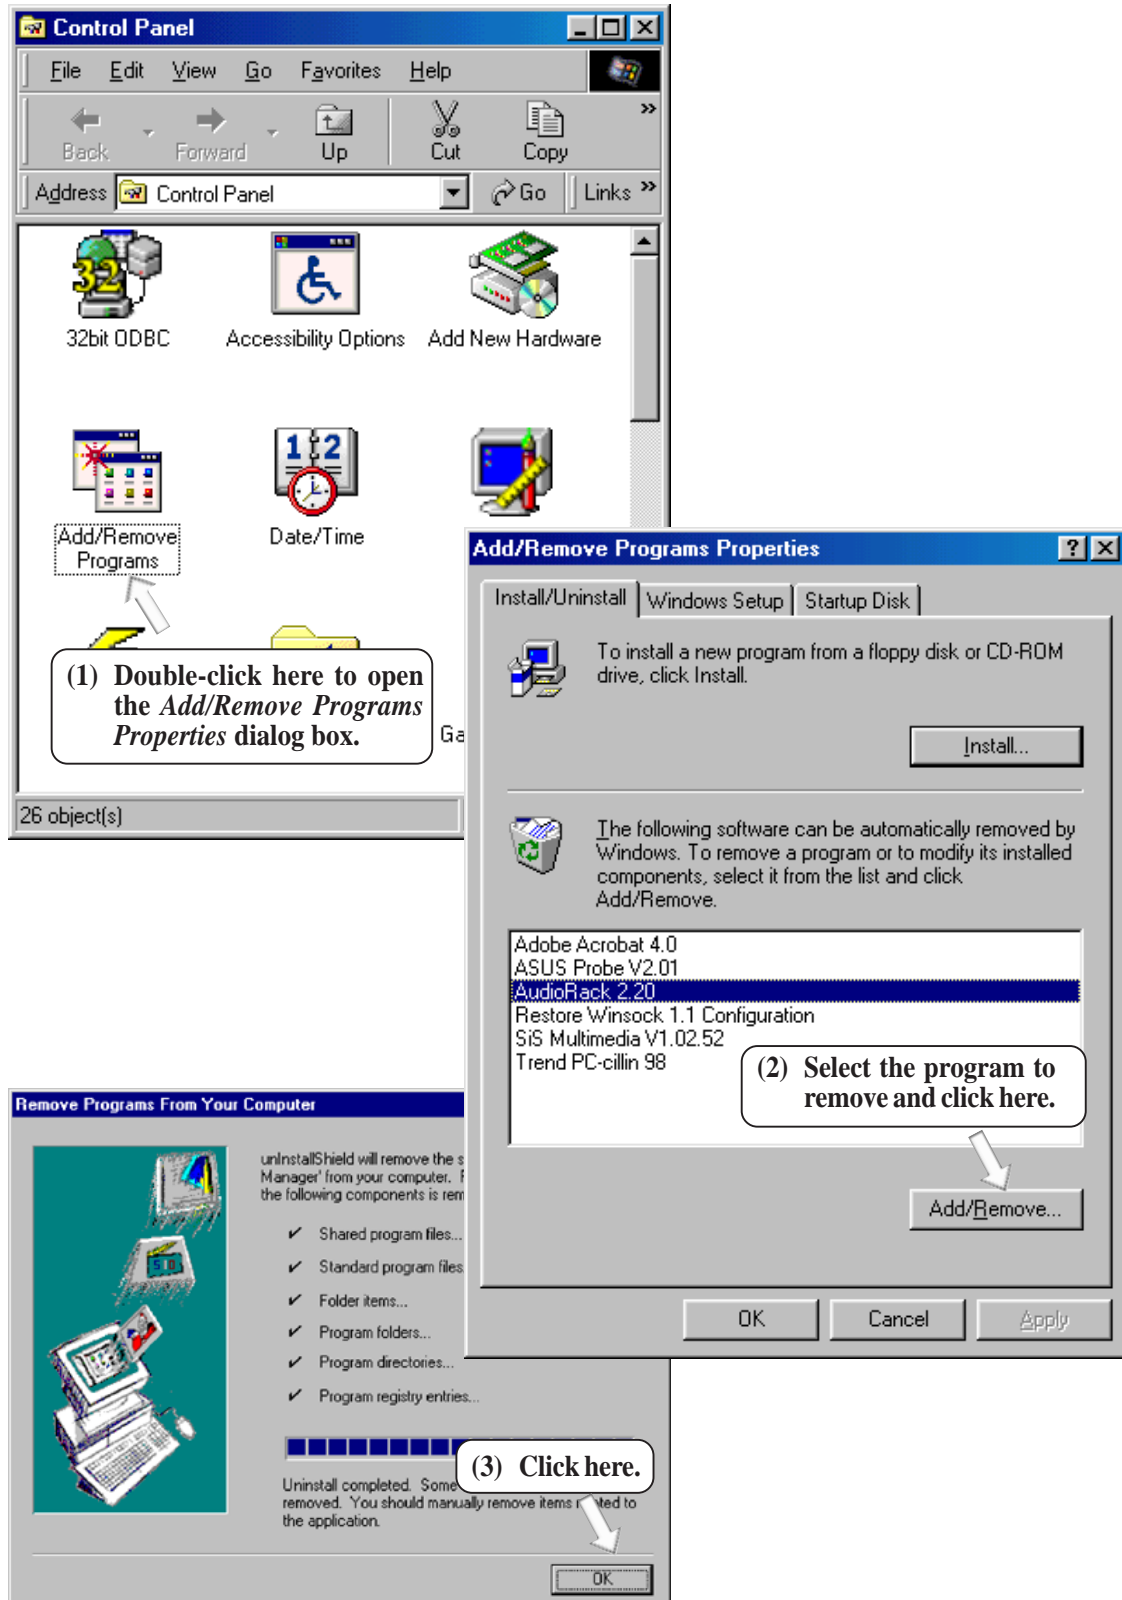 Control Panel
File Edit View Go Favorites Help
Back Forward Up Cut Copy »
Address Control Panel Go Links »
32bit ODBC Accessibility Options Add New Hardware
Add/Remove
Programs
Date/Time
(1) Double-click here to open
the Add/Remove Programs
Properties dialog box.
Ga
26 object(s)
Add/Remove Programs Properties
Install/Uninstall Windows Setup Startup Disk
To install a new program from a floppy disk or CD-ROM
drive, click Install.
Install...
The following software can be automatically removed by
Windows. To remove a program or to modify its installed
components, select it from the list and click
Add/Remove.
Adobe Acrobat 4.0
ASUS Probe V2.01
AudioRack 2.20
Restore Winsock 1.1 Configuration
SiS Multimedia V1.02.52
Trend PC-cillin 98
(2) Select the program to
remove and click here.
Add/Remove...
OK Cancel Apply
Remove Programs From Your Computer
unInstallShield will remove the s
Manager' from your computer.
the following components is rem
Shared program files...
Standard program files
Folder items...
Program folders...
Program directories...
Program registry entries...
(3) Click here.
Uninstall completed. Some
removed. You should manually remove items related to
the application.
OK